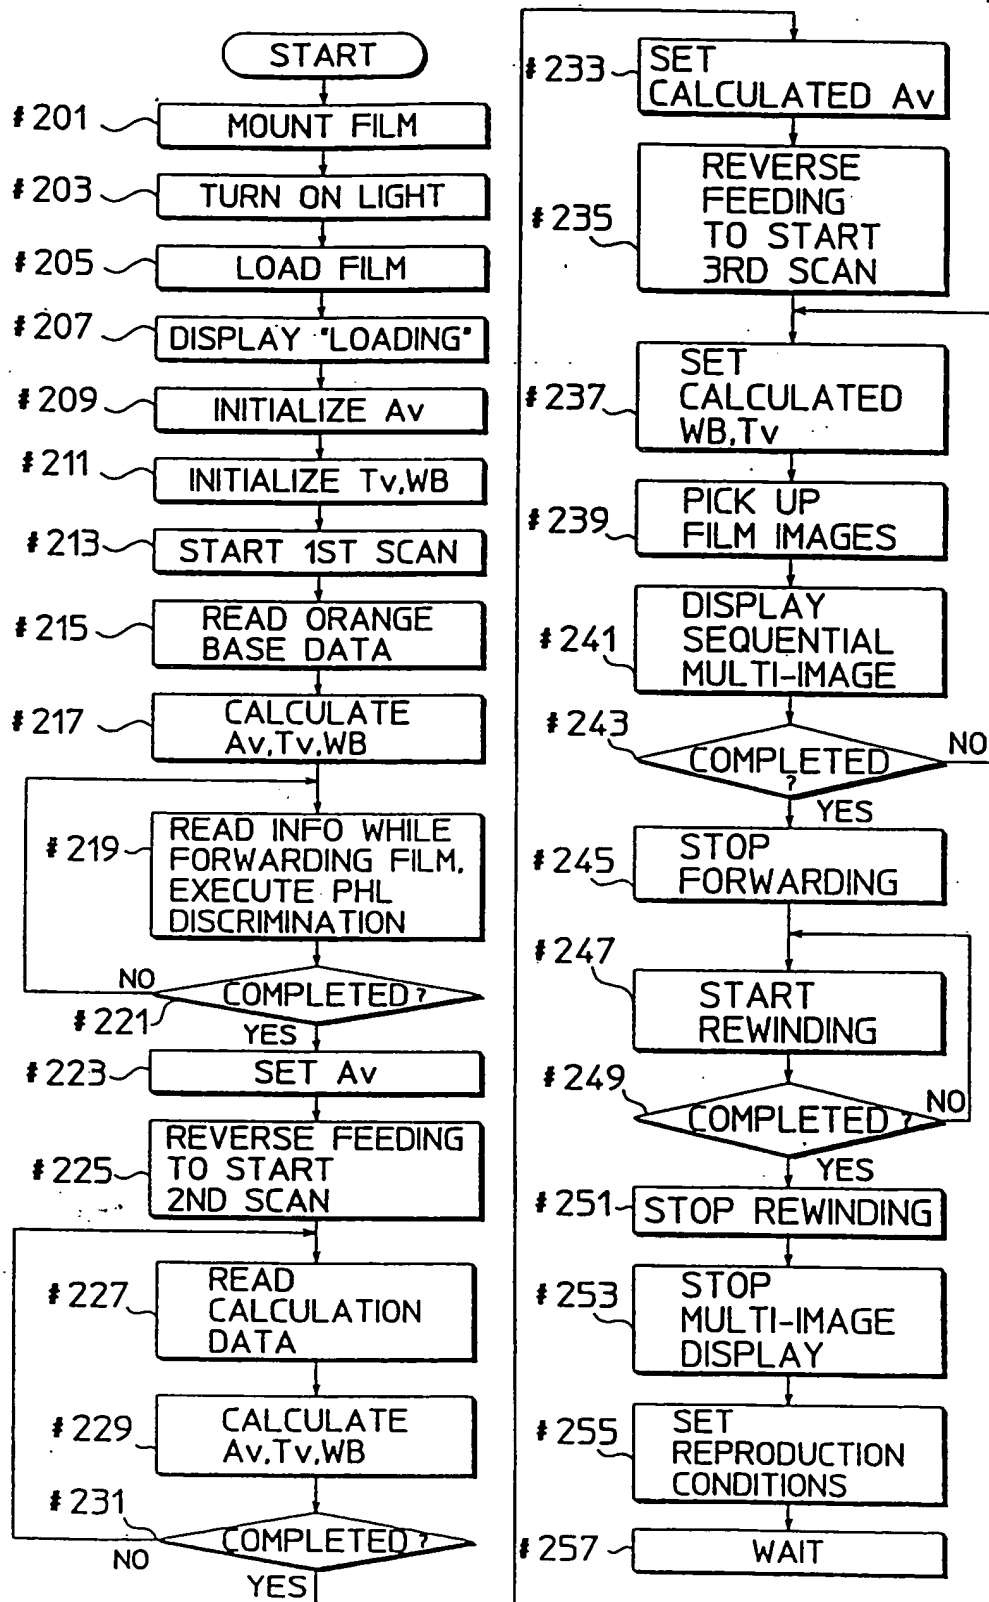 START
#201
MOUNT FILM
#203
TURN ON LIGHT
#205
LOAD FILM
#207
DISPLAY "LOADING"
#209
INITIALIZE Av
#211
INITIALIZE Tv,WB
#213
START 1ST SCAN
#215
READ ORANGE
BASE DATA
#217
CALCULATE
Av,Tv,WB
#219
READ INFO WHILE
FORWARDING FILM,
EXECUTE PHL
DISCRIMINATION
NO
COMPLETED?
#221
YES
#223
SET Av
#225
REVERSE FEEDING
TO START
2ND SCAN
#227
READ
CALCULATION
DATA
#229
CALCULATE
Av,Tv,WB
#231
COMPLETED?
NO
YES
#233
SET
CALCULATED Av
#235
REVERSE
FEEDING
TO START
3RD SCAN
#237
SET
CALCULATED
WB,Tv
#239
PICK UP
FILM IMAGES
#241
DISPLAY
SEQUENTIAL
MULTI-IMAGE
#243
COMPLETED
?
NO
YES
#245
STOP
FORWARDING
#247
START
REWINDING
#249
COMPLETED?
NO
YES
#251
STOP REWINDING
#253
STOP
MULTI-IMAGE
DISPLAY
#255
SET
REPRODUCTION
CONDITIONS
#257
WAIT